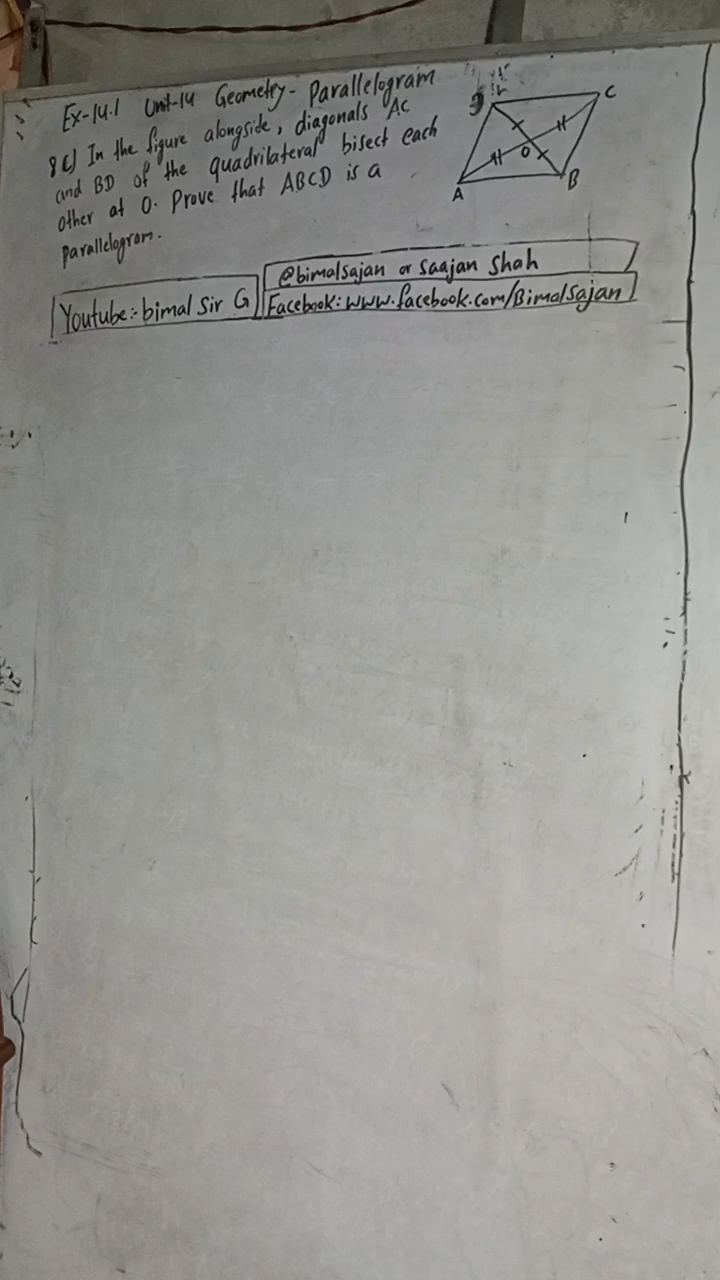 Ex-14.1 Unit-14 Geometry- Parallelogram
8 c) In the figure alongside, diagonals AC
and BD of the quadrilateral bisect each
other at O. Prove that ABCD is a
parallelogram.
D
C
O
A
B
@bimalsajan or Saajan Shah
Youtube:- bimal Sir G
Facebook: www.facebook.com/BimalSajan